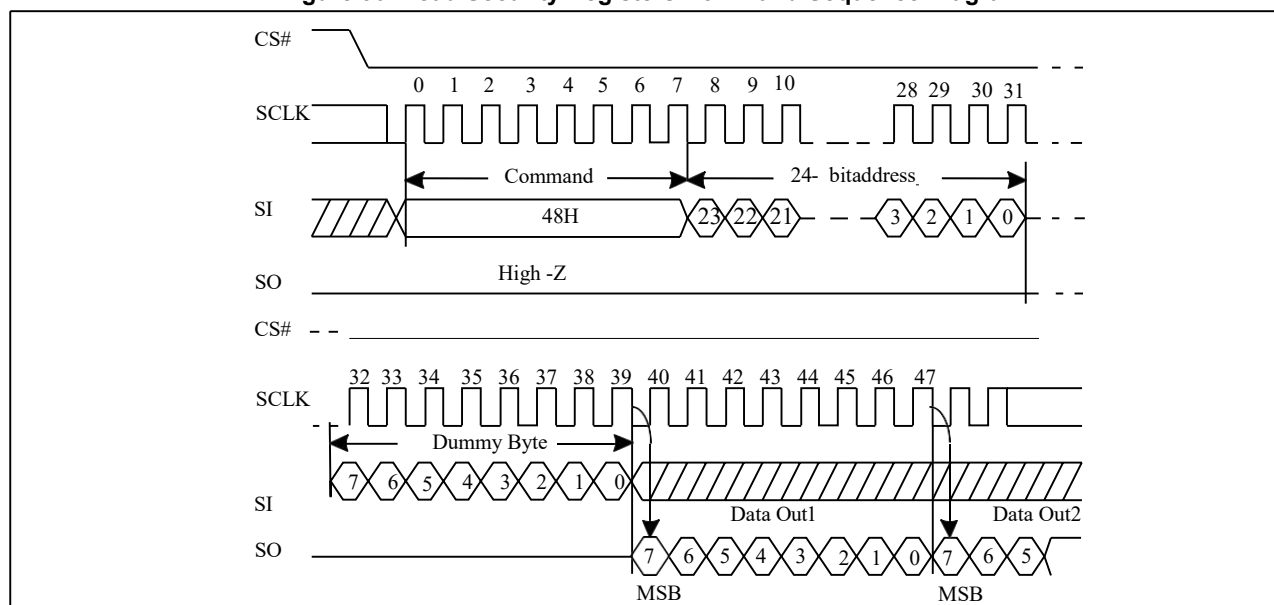 CS#
0 1 2 3 4 5 6 7 8 9 10 28 29 30 31
SCLK
Command 24- bitaddress
SI 48H 23 22 21 3 2 1 0
High -Z
SO
CS#
32 33 34 35 36 37 38 39 40 41 42 43 44 45 46 47
SCLK
Dummy Byte
7 6 5 4 3 2 1 0
SI
Data Out1 Data Out2
SO 7 6 5 4 3 2 1 0 7 6 5
MSB MSB